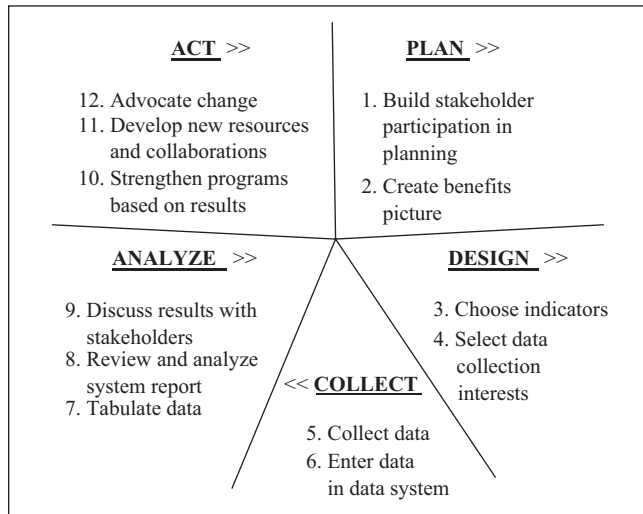 ACT >>
12. Advocate change
11. Develop new resources
and collaborations
10. Strengthen programs
based on results
PLAN >>
1. Build stakeholder
participation in
planning
2. Create benefits
picture
ANALYZE >>
9. Discuss results with
stakeholders
8. Review and analyze
system report
7. Tabulate data
<< COLLECT
5. Collect data
6. Enter data
in data system
DESIGN >>
3. Choose indicators
4. Select data
collection
interests